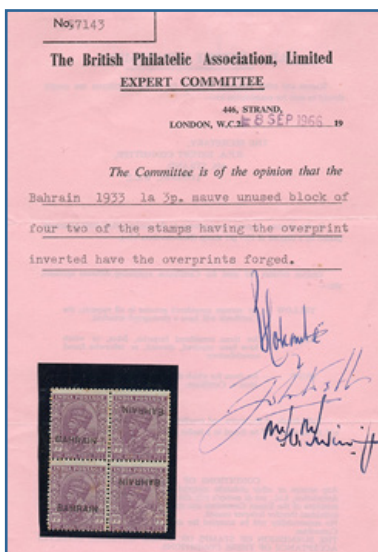 No, 7143
The British Philatelic Association, Limited
EXPERT COMMITTEE
446, STRAND,
LONDON, W.C.2. 8 SEP 1966 19
The Committee is of the opinion that the
Bahrain 1933 1a 3p. mauve unused block of
four two of the stamps having the overprint
inverted have the overprints forged.
BAHRAIN BAHRAIN
BAHRAIN BAHRAIN